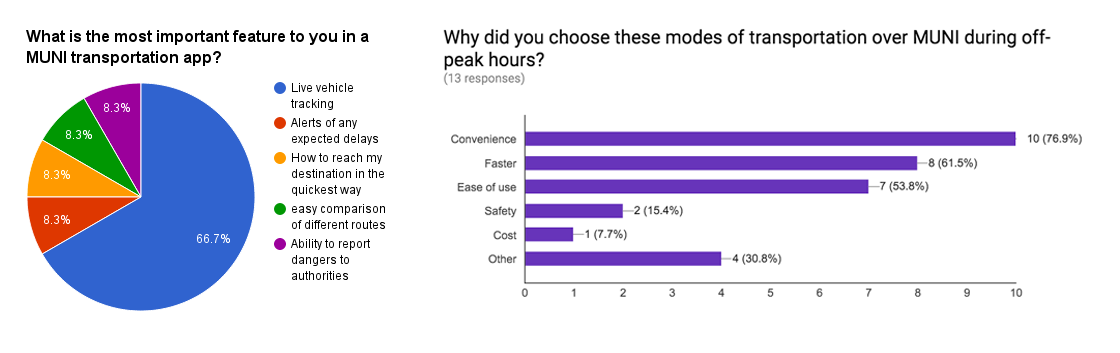 What is the most important feature to you in a
MUNI transportation app?
8.3%
8.3%
8.3%
8.3%
66.7%
Live vehicle
tracking
Alerts of any
expected delays
How to reach my
destination in the
quickest way
easy comparison
of different routes
Ability to report
dangers to
authorities
Why did you choose these modes of transportation over MUNI during off-
peak hours?
(13 responses)
Convenience 10 (76.9%)
Faster 8 (61.5%)
Ease of use 7 (53.8%)
Safety 2 (15.4%)
Cost 1 (7.7%)
Other 4 (30.8%)
0 1 2 3 4 5 6 7 8 9 10